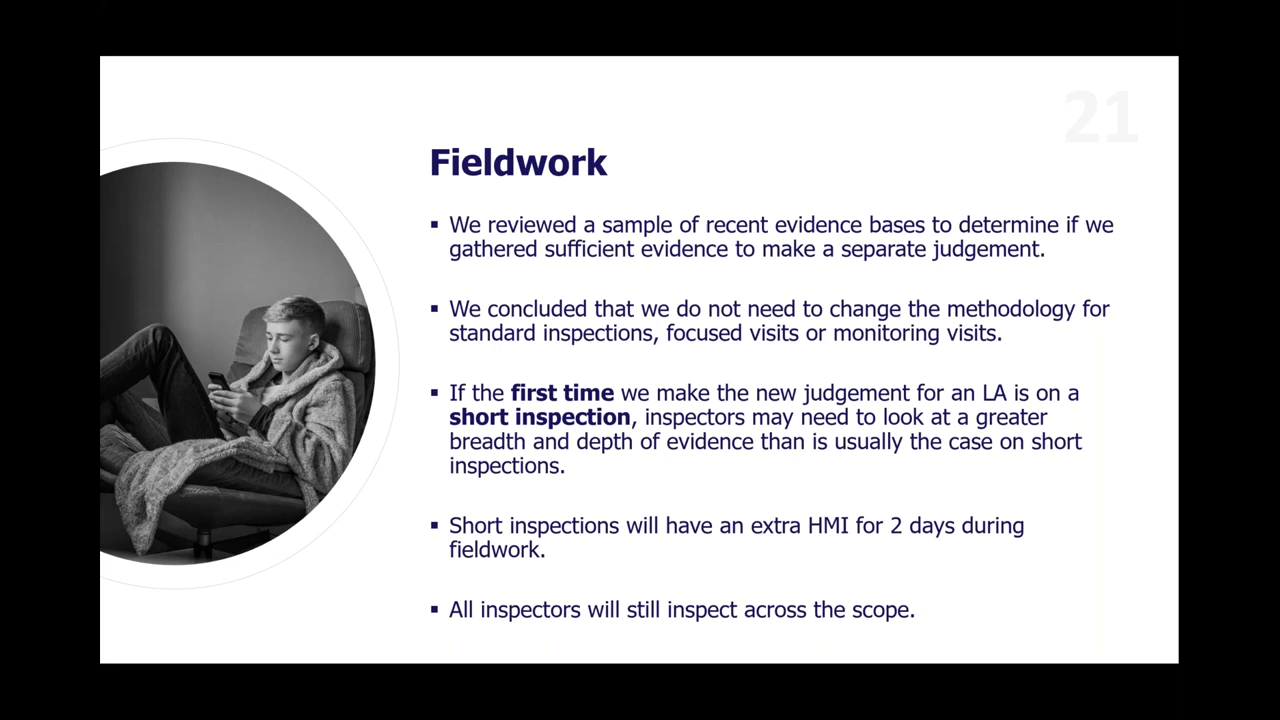 21
Fieldwork
▪ We reviewed a sample of recent evidence bases to determine if we
gathered sufficient evidence to make a separate judgement.
▪ We concluded that we do not need to change the methodology for
standard inspections, focused visits or monitoring visits.
▪ If the first time we make the new judgement for an LA is on a
short inspection, inspectors may need to look at a greater
breadth and depth of evidence than is usually the case on short
inspections.
▪ Short inspections will have an extra HMI for 2 days during
fieldwork.
▪ All inspectors will still inspect across the scope.